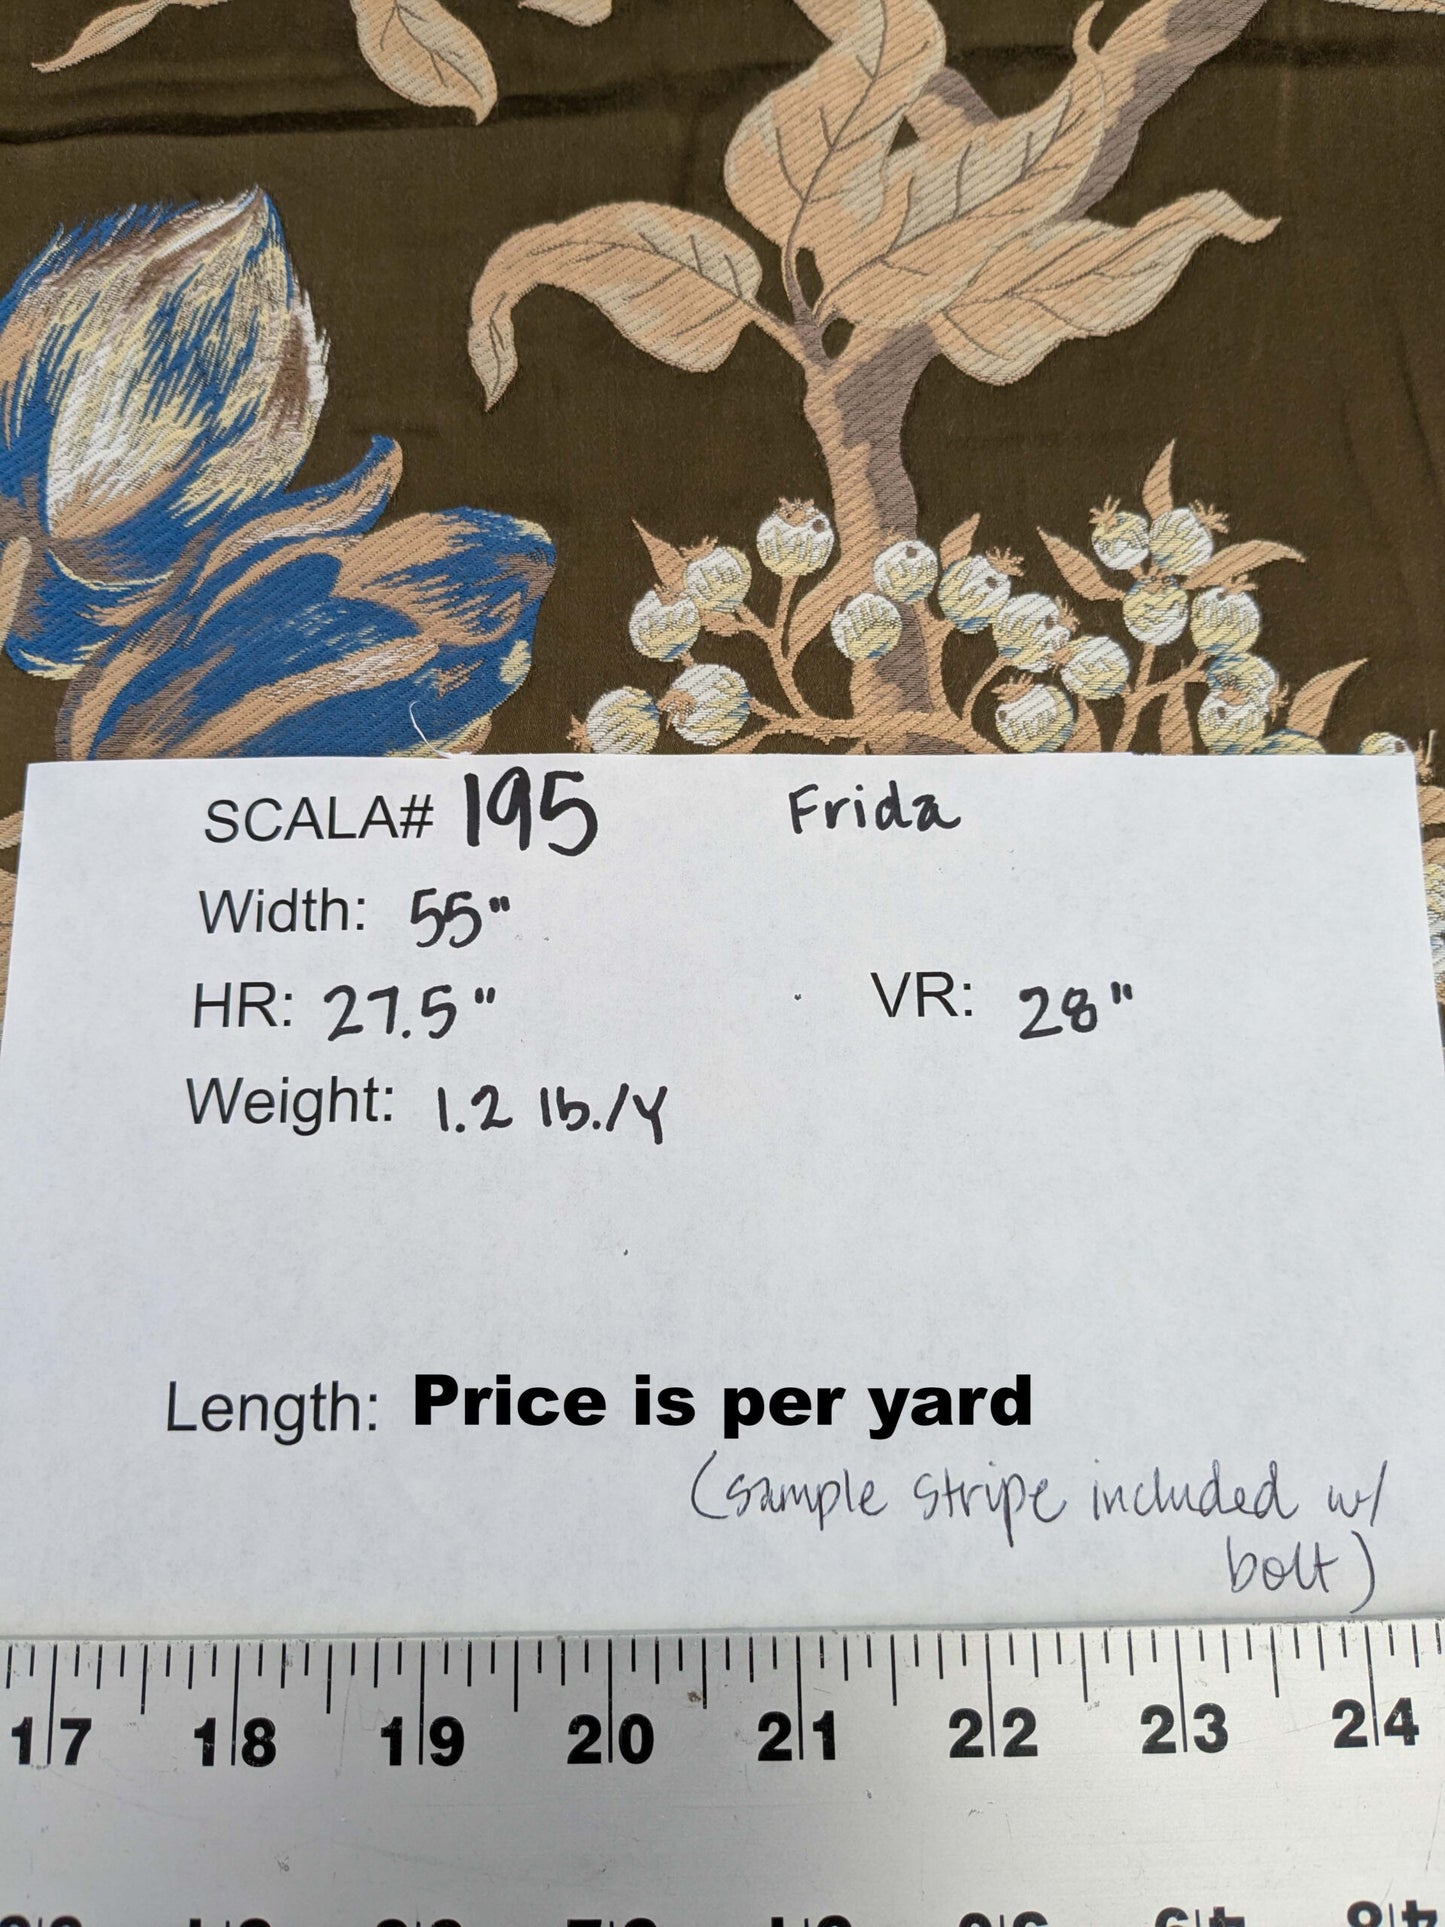 SCALA# 195 Frida
Width: 55"
HR: 27.5" VR: 28"
Weight: 1.2 lb./Y
Length: Price is per yard
(sample stripe included w/
bolt)
17 18 19 20 21 22 23 24